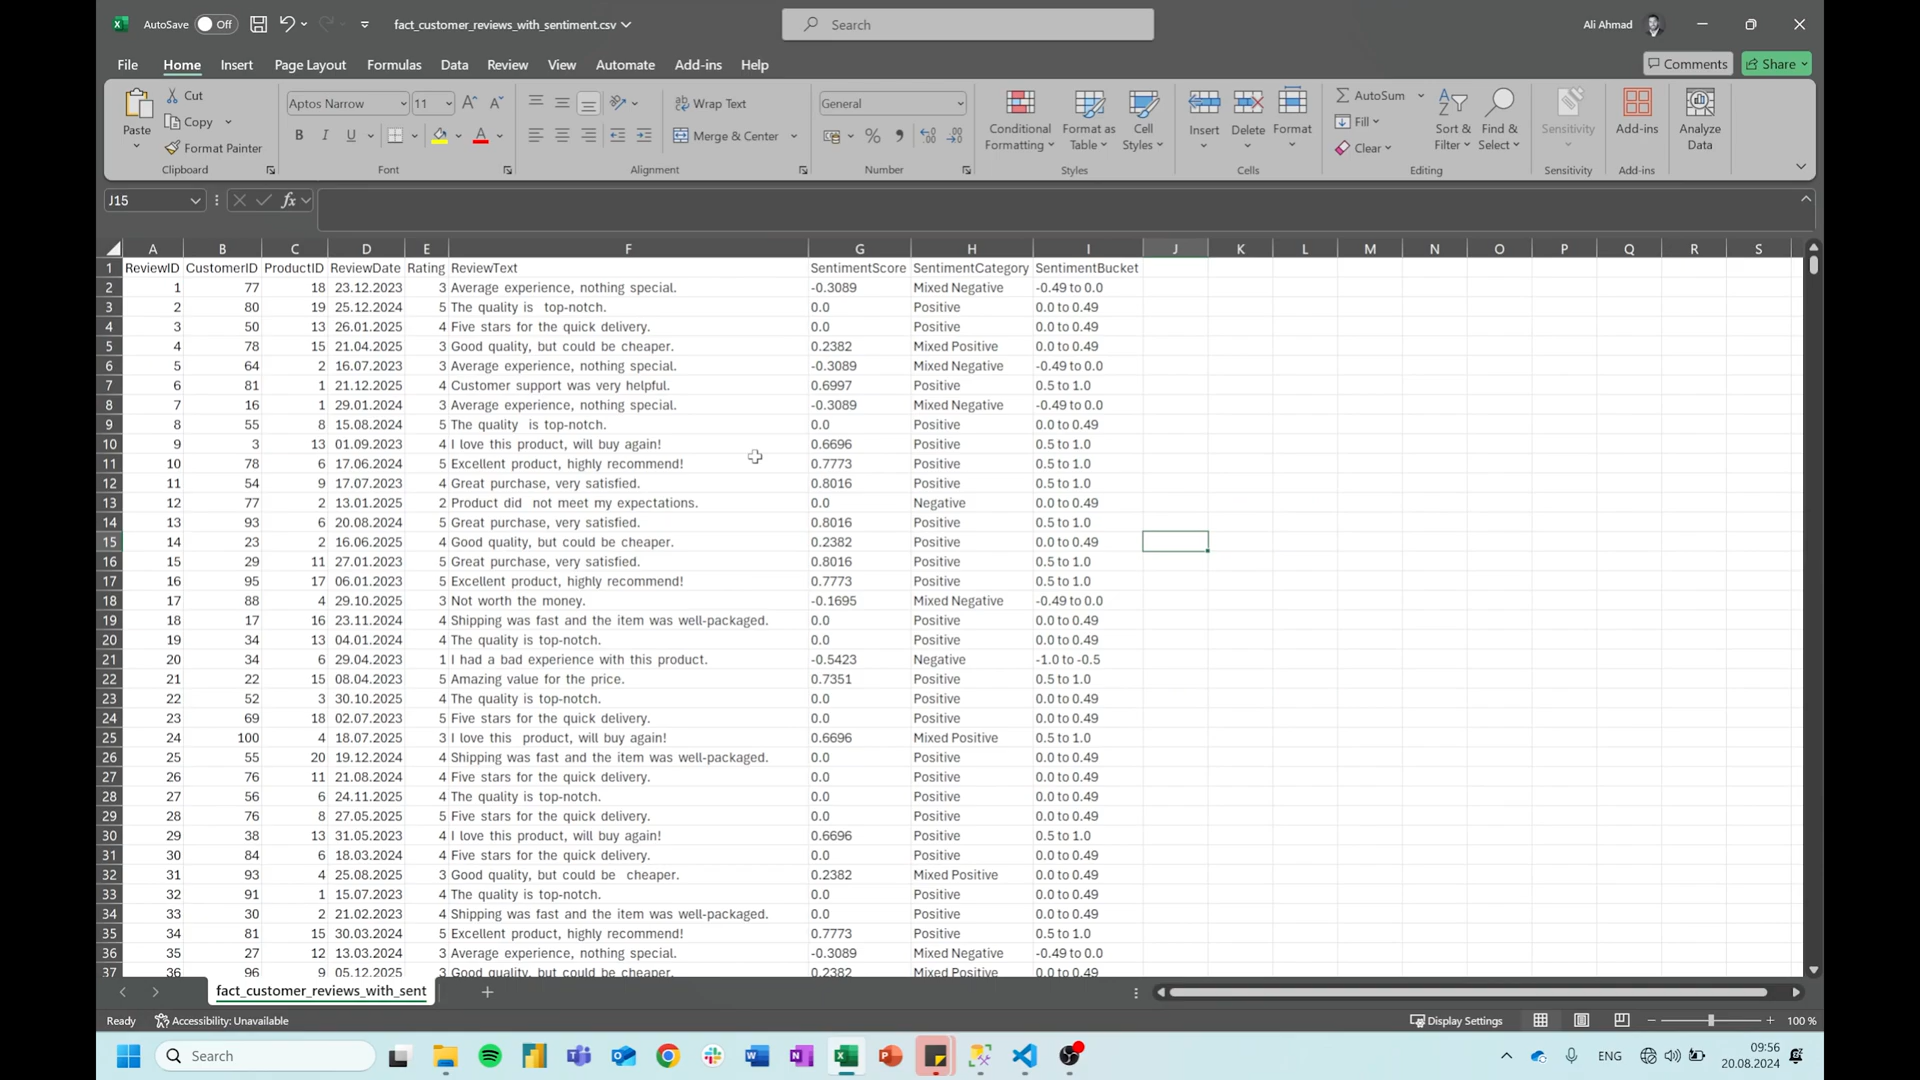 AutoSave Off fact_customer_reviews_with_sentiment.csv Search Ali Ahmad
File Home Insert Page Layout Formulas Data Review View Automate Add-ins Help Comments Share
Paste Cut Copy Format Painter Clipboard
Aptos Narrow 11 B I U A Font
Wrap Text Merge & Center Alignment
General % Number
Conditional Formatting Format as Table Cell Styles Styles
Insert Delete Format Cells
AutoSum Fill Clear Sort & Filter Find & Select Editing
Sensitivity Sensitivity
Add-ins Add-ins
Analyze Data
J15 fx
A B C D E F G H I J K L M N O P Q R S
1 ReviewID CustomerID ProductID ReviewDate Rating ReviewText SentimentScore SentimentCategory SentimentBucket
2 1 77 18 23.12.2023 3 Average experience, nothing special. -0.3089 Mixed Negative -0.49 to 0.0
3 2 80 19 25.12.2024 5 The quality is  top-notch. 0.0 Positive 0.0 to 0.49
4 3 50 13 26.01.2025 4 Five stars for the quick delivery. 0.0 Positive 0.0 to 0.49
5 4 78 15 21.04.2025 3 Good quality, but could be cheaper. 0.2382 Mixed Positive 0.0 to 0.49
6 5 64 2 16.07.2023 3 Average experience, nothing special. -0.3089 Mixed Negative -0.49 to 0.0
7 6 81 1 21.12.2025 4 Customer support was very helpful. 0.6997 Positive 0.5 to 1.0
8 7 16 1 29.01.2024 3 Average experience, nothing special. -0.3089 Mixed Negative -0.49 to 0.0
9 8 55 8 15.08.2024 5 The quality  is top-notch. 0.0 Positive 0.0 to 0.49
10 9 3 13 01.09.2023 4 I love this product, will buy again! 0.6696 Positive 0.5 to 1.0
11 10 78 6 17.06.2024 5 Excellent product, highly recommend! 0.7773 Positive 0.5 to 1.0
12 11 54 9 17.07.2023 4 Great purchase, very satisfied. 0.8016 Positive 0.5 to 1.0
13 12 77 2 13.01.2025 2 Product did  not meet my expectations. 0.0 Negative 0.0 to 0.49
14 13 93 6 20.08.2024 5 Great purchase, very satisfied. 0.8016 Positive 0.5 to 1.0
15 14 23 2 16.06.2025 4 Good quality, but could be cheaper. 0.2382 Positive 0.0 to 0.49
16 15 29 11 27.01.2023 5 Great purchase, very satisfied. 0.8016 Positive 0.5 to 1.0
17 16 95 17 06.01.2023 5 Excellent product, highly recommend! 0.7773 Positive 0.5 to 1.0
18 17 88 4 29.10.2025 3 Not worth the money. -0.1695 Mixed Negative -0.49 to 0.0
19 18 17 16 23.11.2024 4 Shipping was fast and the item was well-packaged. 0.0 Positive 0.0 to 0.49
20 19 34 13 04.01.2024 4 The quality is top-notch. 0.0 Positive 0.0 to 0.49
21 20 34 6 29.04.2023 1 I had a bad experience with this product. -0.5423 Negative -1.0 to -0.5
22 21 22 15 08.04.2023 5 Amazing value for the price. 0.7351 Positive 0.5 to 1.0
23 22 52 3 30.10.2025 4 The quality is top-notch. 0.0 Positive 0.0 to 0.49
24 23 69 18 02.07.2023 5 Five stars for the quick delivery. 0.0 Positive 0.0 to 0.49
25 24 100 4 18.07.2025 3 I love this  product, will buy again! 0.6696 Mixed Positive 0.5 to 1.0
26 25 55 20 19.12.2024 4 Shipping was fast and the item was well-packaged. 0.0 Positive 0.0 to 0.49
27 26 76 11 21.08.2024 4 Five stars for the quick delivery. 0.0 Positive 0.0 to 0.49
28 27 56 6 24.11.2025 4 The quality is top-notch. 0.0 Positive 0.0 to 0.49
29 28 76 8 27.05.2025 5 Five stars for the quick delivery. 0.0 Positive 0.0 to 0.49
30 29 38 13 31.05.2023 4 I love this product, will buy again! 0.6696 Positive 0.5 to 1.0
31 30 84 6 18.03.2024 4 Five stars for the quick delivery. 0.0 Positive 0.0 to 0.49
32 31 93 4 25.08.2025 3 Good quality, but could be  cheaper. 0.2382 Mixed Positive 0.0 to 0.49
33 32 91 1 15.07.2023 4 The quality is top-notch. 0.0 Positive 0.0 to 0.49
34 33 30 2 21.02.2023 4 Shipping was fast and the item was well-packaged. 0.0 Positive 0.0 to 0.49
35 34 81 15 30.03.2024 5 Excellent product, highly recommend! 0.7773 Positive 0.5 to 1.0
36 35 27 12 13.03.2024 3 Average experience, nothing special. -0.3089 Mixed Negative -0.49 to 0.0
37 36 96 9 05.12.2025 3 Good quality, but could be cheaper. 0.2382 Mixed Positive 0.0 to 0.49
fact_customer_reviews_with_sent
Ready Accessibility: Unavailable Display Settings 100 %
Search ENG 09:56
20.08.2024